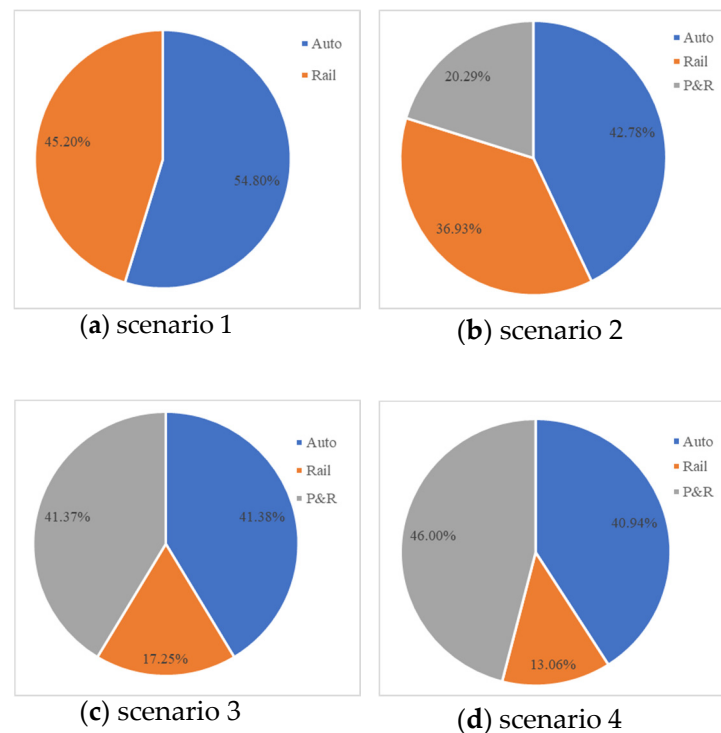 Auto
Rail
45.20%
54.80%
(a) scenario 1
Auto
Rail
P&R
20.29%
42.78%
36.93%
(b) scenario 2
Auto
Rail
P&R
41.37%
41.38%
17.25%
(c) scenario 3
Auto
Rail
P&R
46.00%
40.94%
13.06%
(d) scenario 4